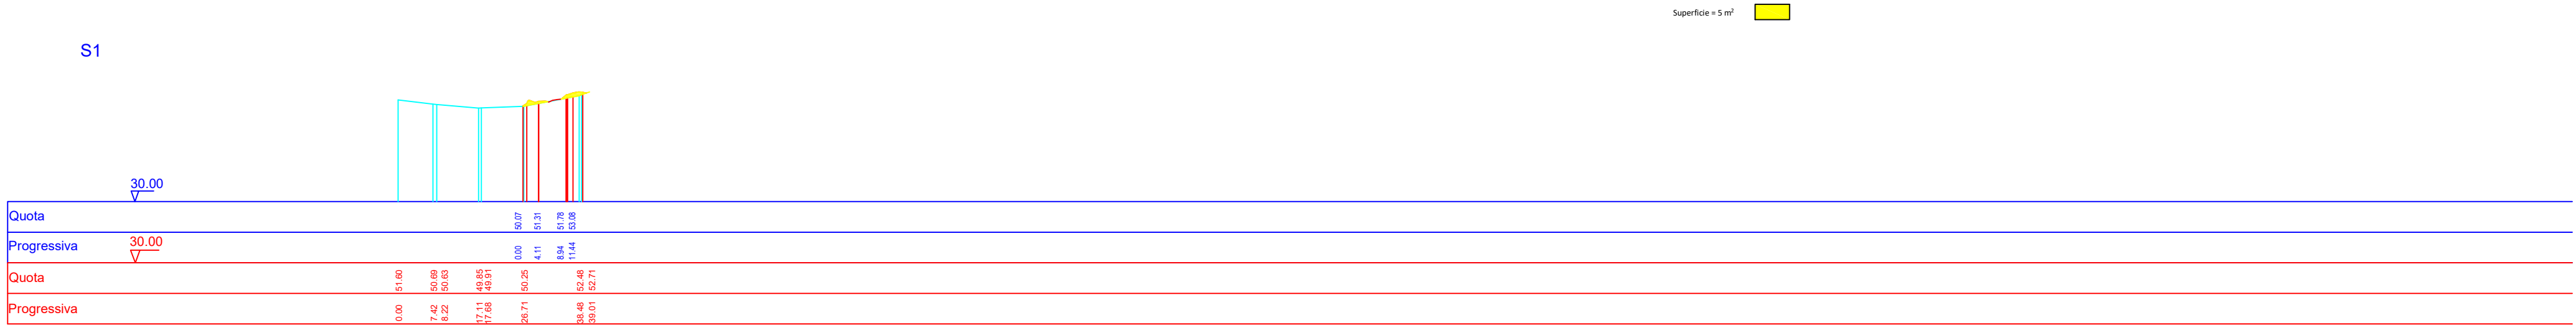 Superficie = 5 m²
S1
30.00
Quota 50.07 51.31 51.78 53.08
Progressiva 0.00 4.11 8.94 11.44
30.00
Quota 51.60 50.69 50.63 49.85 49.91 50.25 52.48 52.71
Progressiva 0.00 7.42 8.22 17.11 17.68 26.71 38.48 39.01